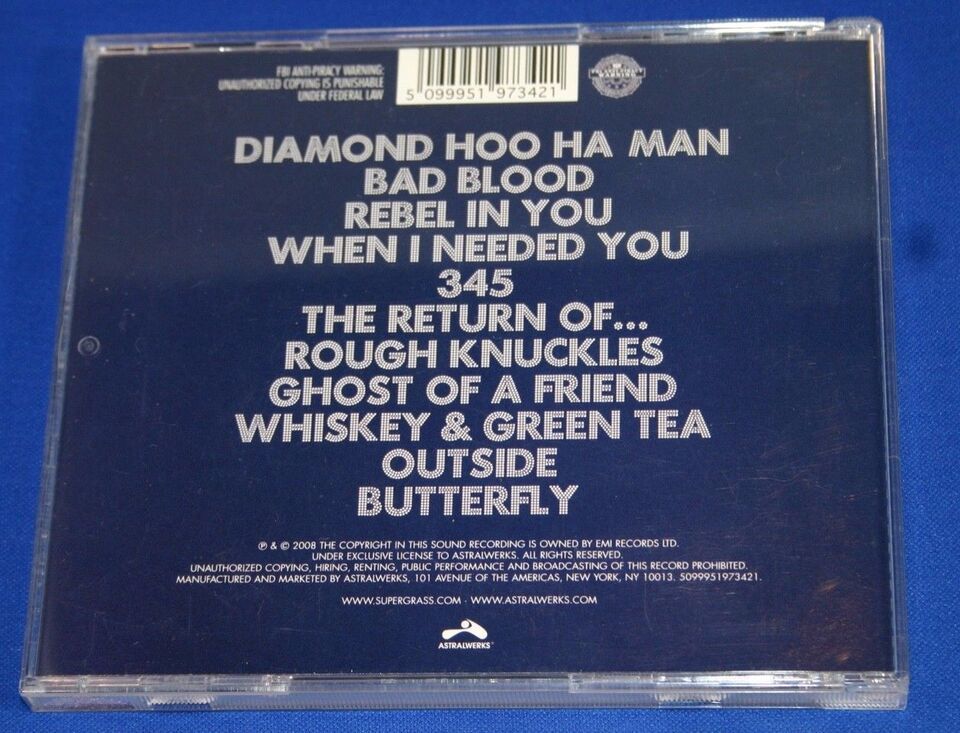 FBI ANTI-PIRACY WARNING:
UNAUTHORIZED COPYING IS PUNISHABLE
UNDER FEDERAL LAW
5 099951 973421
WARNING
DIAMOND HOO HA MAN
BAD BLOOD
REBEL IN YOU
WHEN I NEEDED YOU
345
THE RETURN OF...
ROUGH KNUCKLES
GHOST OF A FRIEND
WHISKEY & GREEN TEA
OUTSIDE
BUTTERFLY
℗ & © 2008 THE COPYRIGHT IN THIS SOUND RECORDING IS OWNED BY EMI RECORDS LTD.
UNDER EXCLUSIVE LICENSE TO ASTRALWERKS. ALL RIGHTS RESERVED.
UNAUTHORIZED COPYING, HIRING, RENTING, PUBLIC PERFORMANCE AND BROADCASTING OF THIS RECORD PROHIBITED.
MANUFACTURED AND MARKETED BY ASTRALWERKS, 101 AVENUE OF THE AMERICAS, NEW YORK, NY 10013. 5099951973421.
WWW.SUPERGRASS.COM · WWW.ASTRALWERKS.COM
ASTRALWERKS®